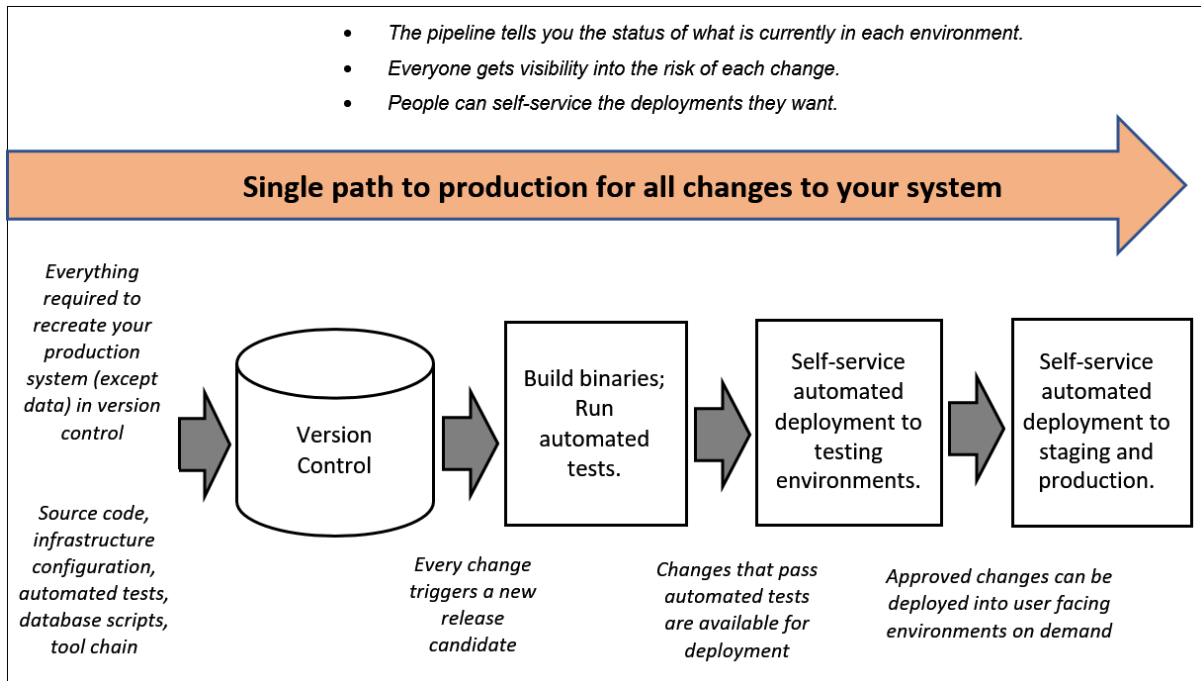 • The pipeline tells you the status of what is currently in each environment.
• Everyone gets visibility into the risk of each change.
• People can self-service the deployments they want.
Single path to production for all changes to your system
Everything
required to
recreate your
production
system (except
data) in version
control
Source code,
infrastructure
configuration,
automated tests,
database scripts,
tool chain
Version
Control
Every change
triggers a new
release
candidate
Build binaries;
Run
automated
tests.
Changes that pass
automated tests
are available for
deployment
Self-service
automated
deployment to
testing
environments.
Approved changes can be
deployed into user facing
environments on demand
Self-service
automated
deployment to
staging and
production.